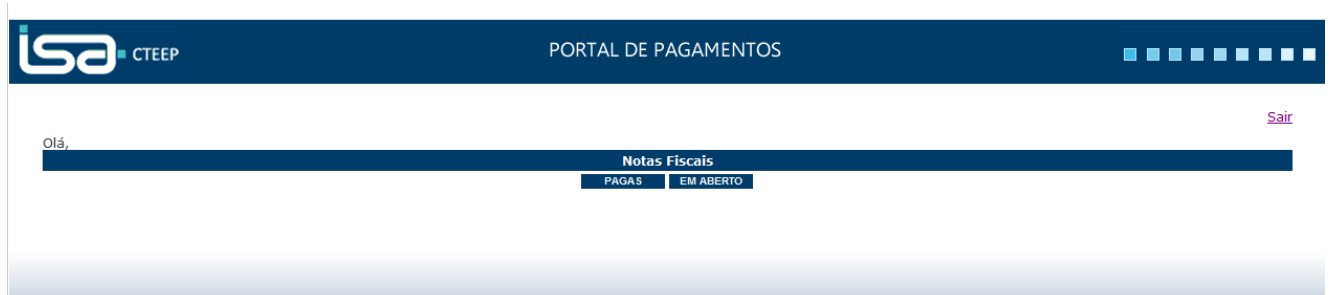 isa CTEEP
PORTAL DE PAGAMENTOS
Sair
Olá,
Notas Fiscais
PAGAS EM ABERTO